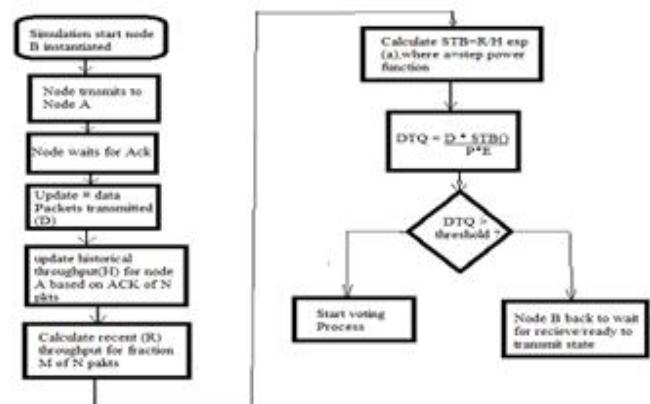 Simulation start node
B instantiated
Node trnsmits to
Node A
Node waits for Ack
Update = data
Packets transmitted
(D)
update historical
throughput(H) for node
A based on ACK of N
pkts
Calculate recent (R)
throughput for fraction
M of N pakts
Calculate STB=R/H exp
(a),where a=step power
function
DTQ = D * STB()
P*E
DTQ >
threshold ?
Start voting
Process
Node B back to wait
for recieve/ready to
transmit state